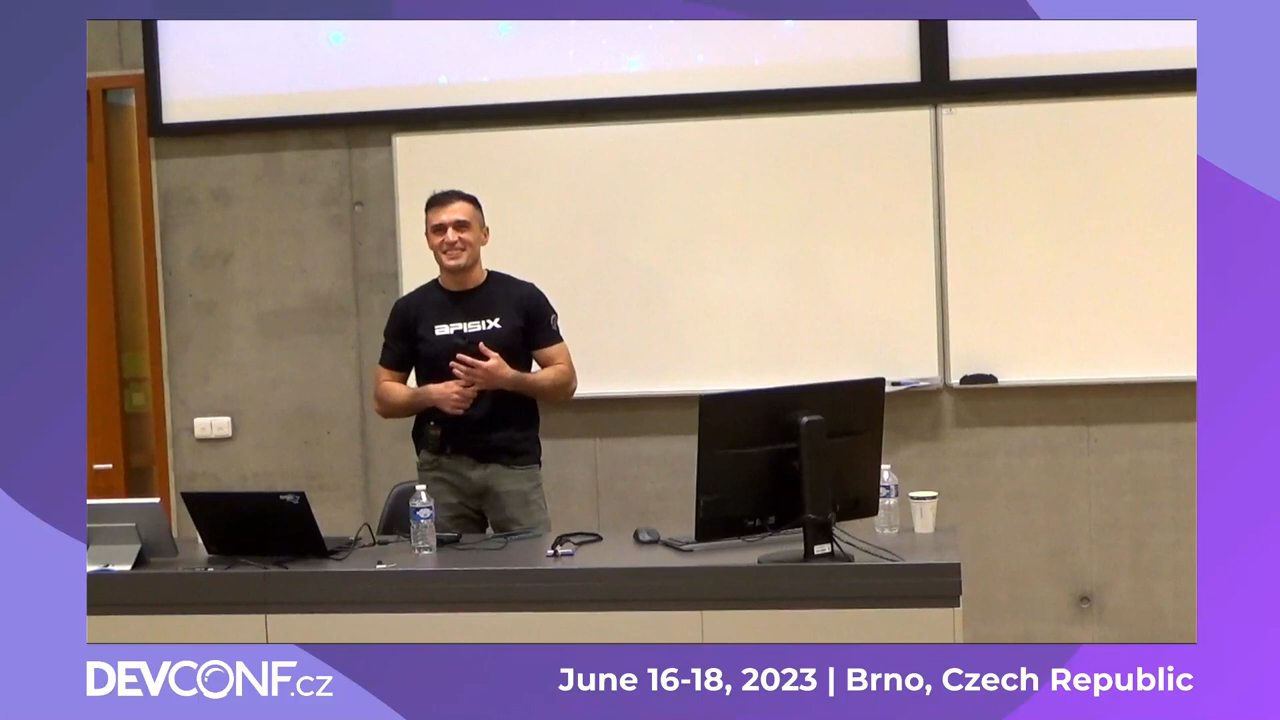 APISIX
DEVCONF.CZ
June 16-18, 2023 | Brno, Czech Republic